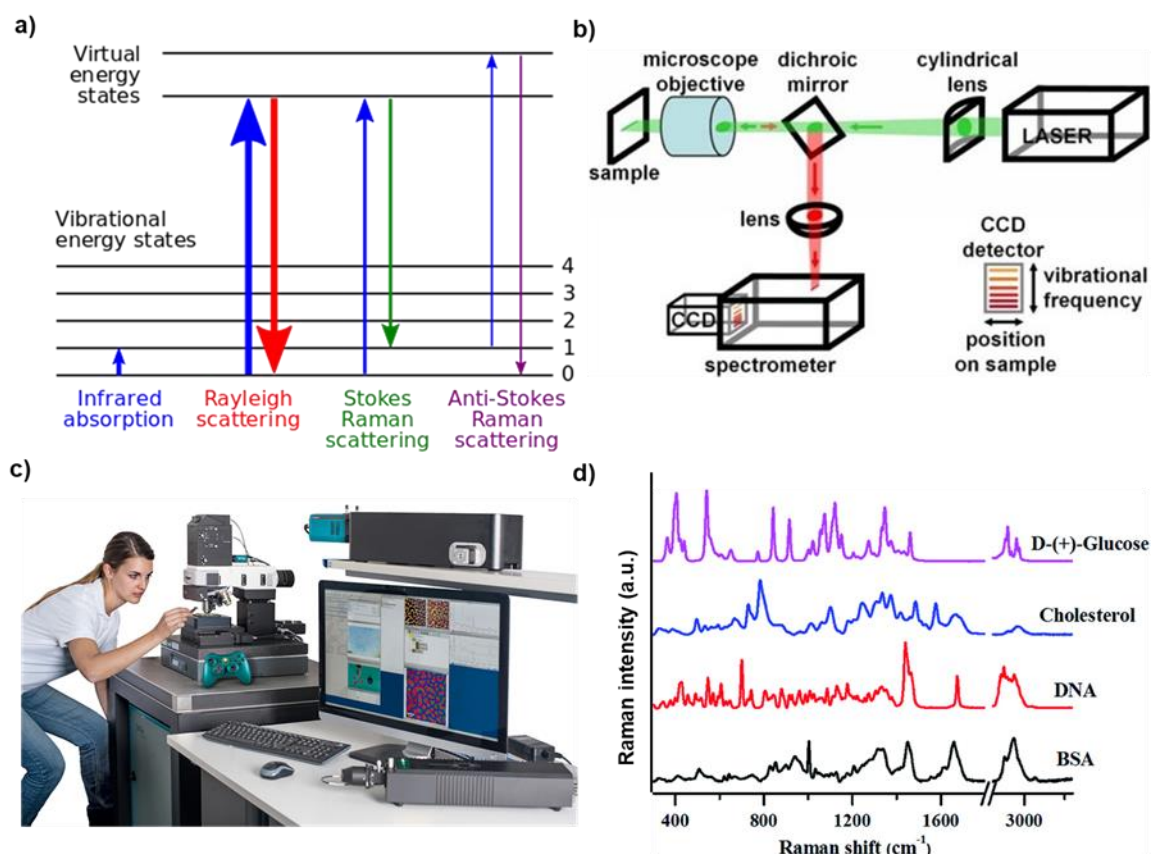 a)
Virtual
energy
states
Vibrational
energy states
4
3
2
1
0
Infrared
absorption
Rayleigh
scattering
Stokes
Raman
scattering
Anti-Stokes
Raman
scattering
b)
microscope
objective
dichroic
mirror
cylindrical
lens
LASER
sample
lens
CCD
spectrometer
CCD
detector
vibrational
frequency
position
on sample
c)
d)
Raman intensity (a.u.)
D-(+)-Glucose
Cholesterol
DNA
BSA
400
800
1200
1600
3000
Raman shift (cm⁻¹)